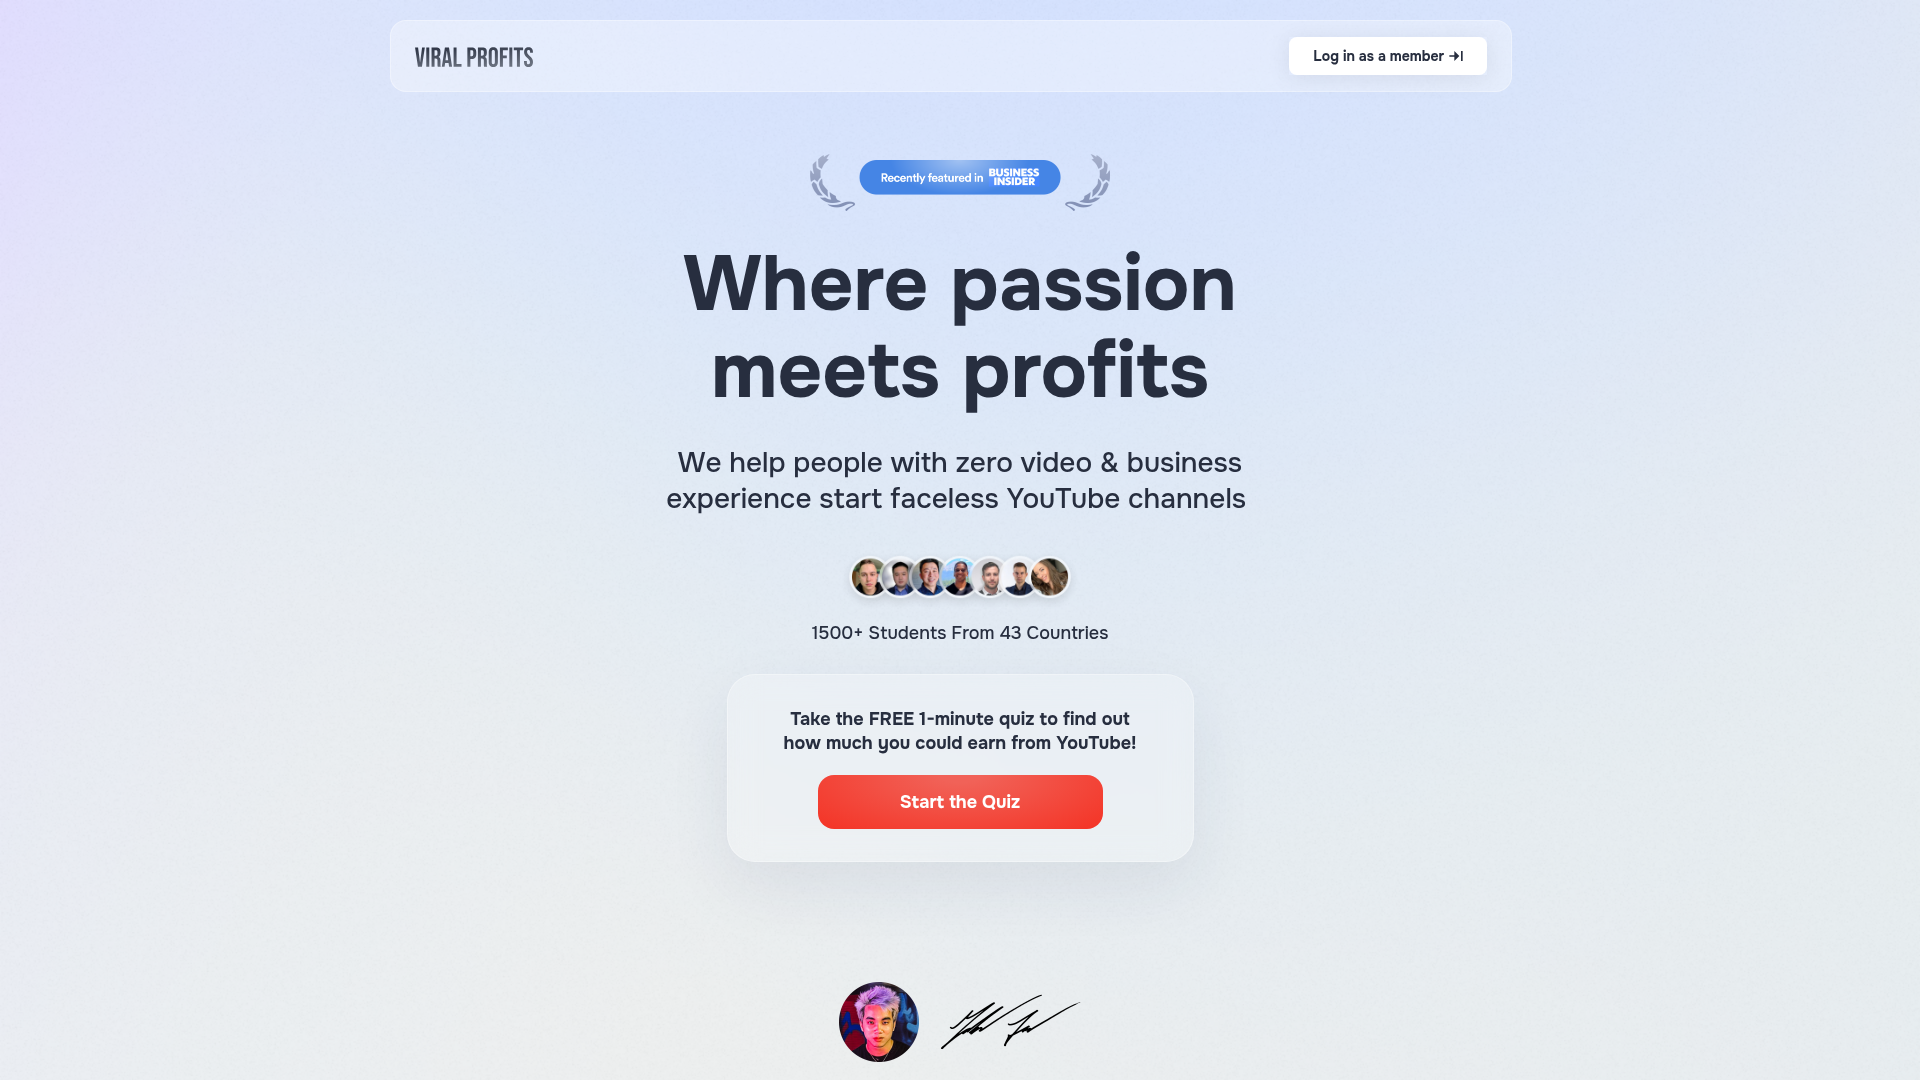 VIRAL PROFITS
Log in as a member
Recently featured in BUSINESS INSIDER
Where passion
meets profits
We help people with zero video & business
experience start faceless YouTube channels
1500+ Students From 43 Countries
Take the FREE 1-minute quiz to find out
how much you could earn from YouTube!
Start the Quiz